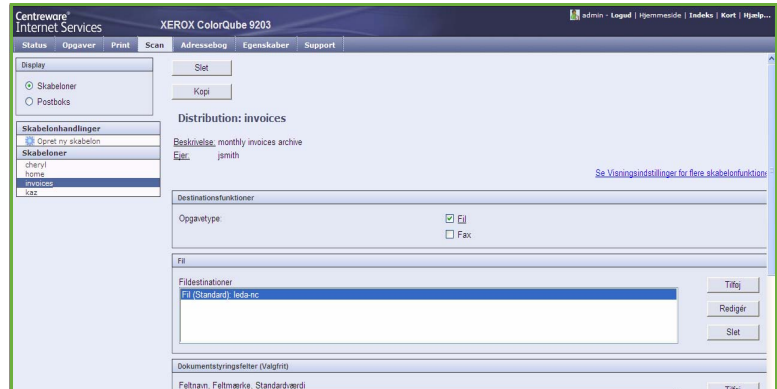 Centreware®
Internet Services
XEROX ColorQube 9203
admin - Logud | Hjemmeside | Indeks | Kort | Hjælp...
Status Opgaver Print Scan Adressebog Egenskaber Support
Display
Skabeloner
Postboks
Skabelonhandlinger
Opret ny skabelon
Skabeloner
cheryl
home
invoices
kaz
Slet
Kopi
Distribution: invoices
Beskrivelse: monthly invoices archive
Ejer: jsmith
Se Visningsindstillinger for flere skabelonfunktione
Destinationsfunktioner
Opgavetype:
Fil
Fax
Fil
Fildestinationer
Fil (Standard): leda-nc
Tilføj
Redigér
Slet
Dokumentstyringsfelter (Valgfrit)
Feltnavn, Feltmærke, Standardværdi
Tilføj